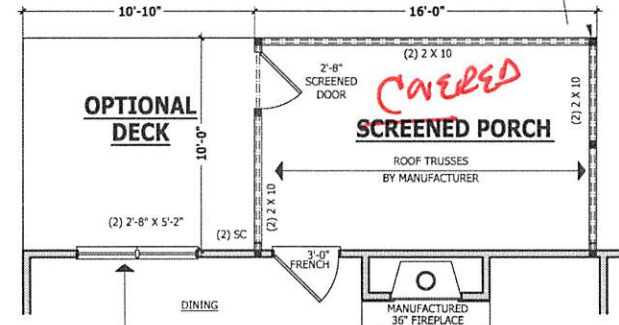 10'-10"
16'-0"
(2) 2 X 10
2'-8"
SCREENED
DOOR
COVERED
(2) 2 X 10
OPTIONAL
DECK
10'-0"
SCREENED PORCH
ROOF TRUSSES
BY MANUFACTURER
(2) 2 X 10
(2) 2'-8" X 5'-2"
(2) SC
3'-0"
FRENCH
DINING
MANUFACTURED
36" FIREPLACE